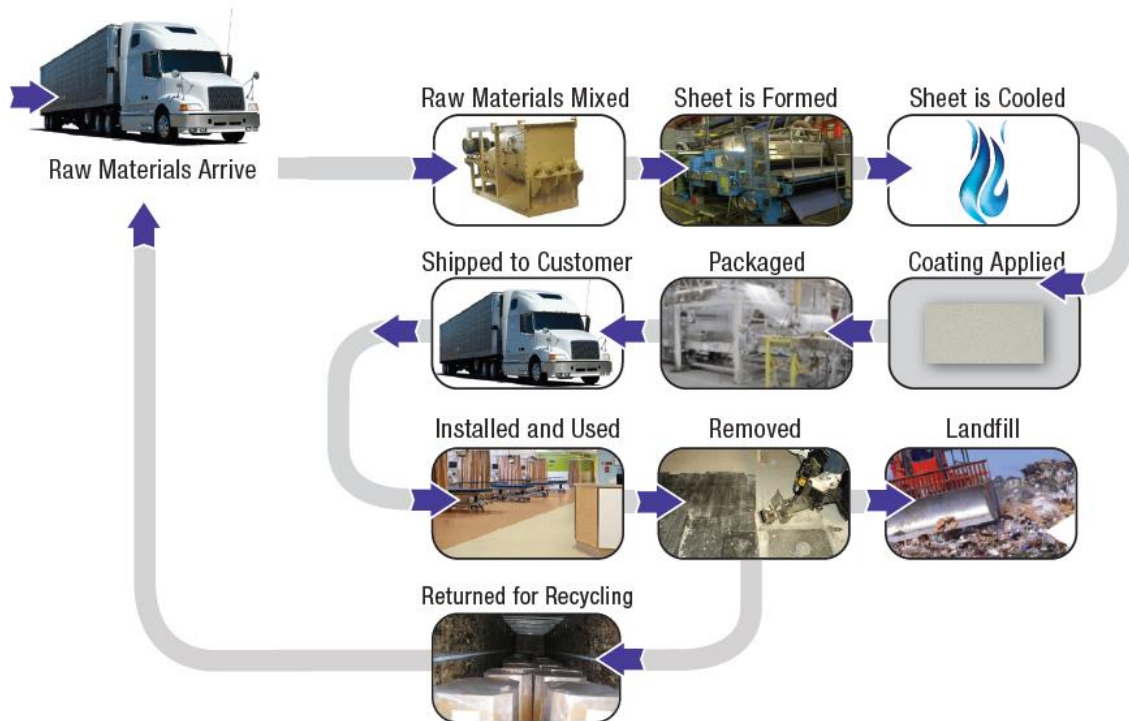 Raw Materials Arrive
Raw Materials Mixed
Sheet is Formed
Sheet is Cooled
Shipped to Customer
Packaged
Coating Applied
Installed and Used
Removed
Landfill
Returned for Recycling